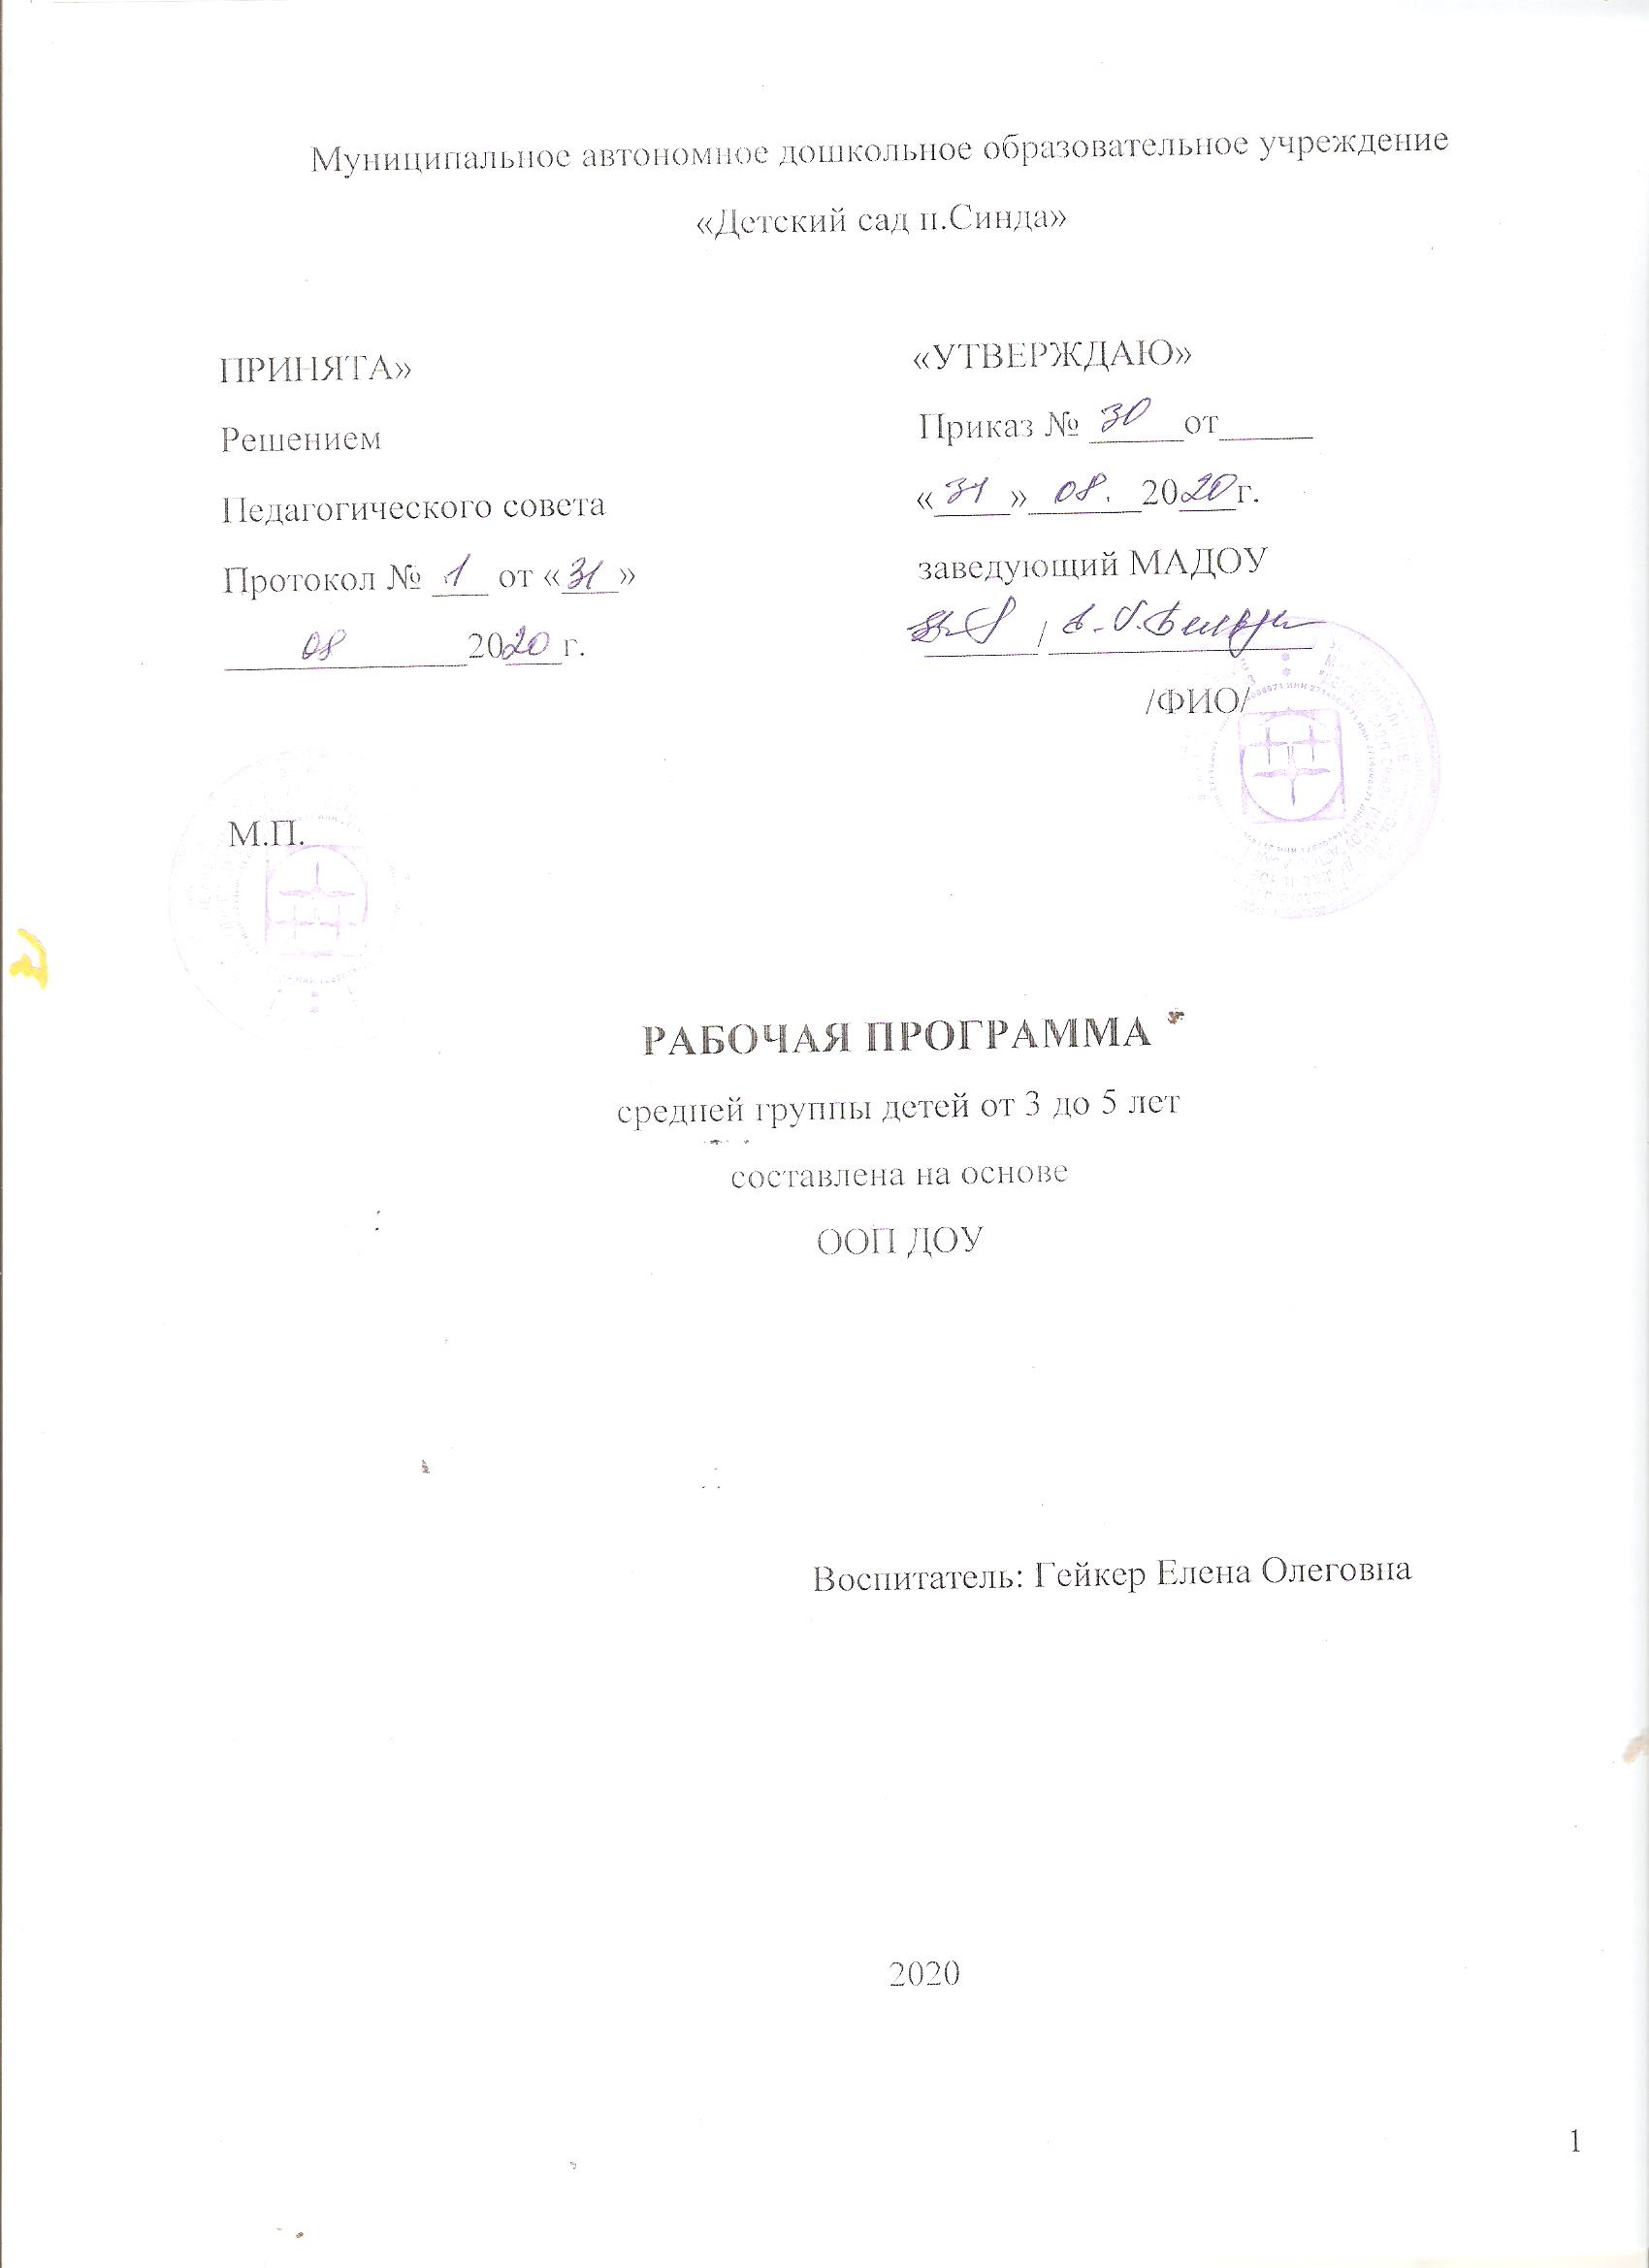 Муниципальное автономное дошкольное образовательное учреждение
«Детский сад п.Синда»
ПРИНЯТА»
Решением
Педагогического совета
Протокол № 1 от «31»
08 2020 г.
М.П.
«УТВЕРЖДАЮ»
Приказ № 30 от
«31» 08. 2020 г.
заведующий МАДОУ
/
/ФИО/
РАБОЧАЯ ПРОГРАММА
средней группы детей от 3 до 5 лет
составлена на основе
ООП ДОУ
Воспитатель: Гейкер Елена Олеговна
2020
1